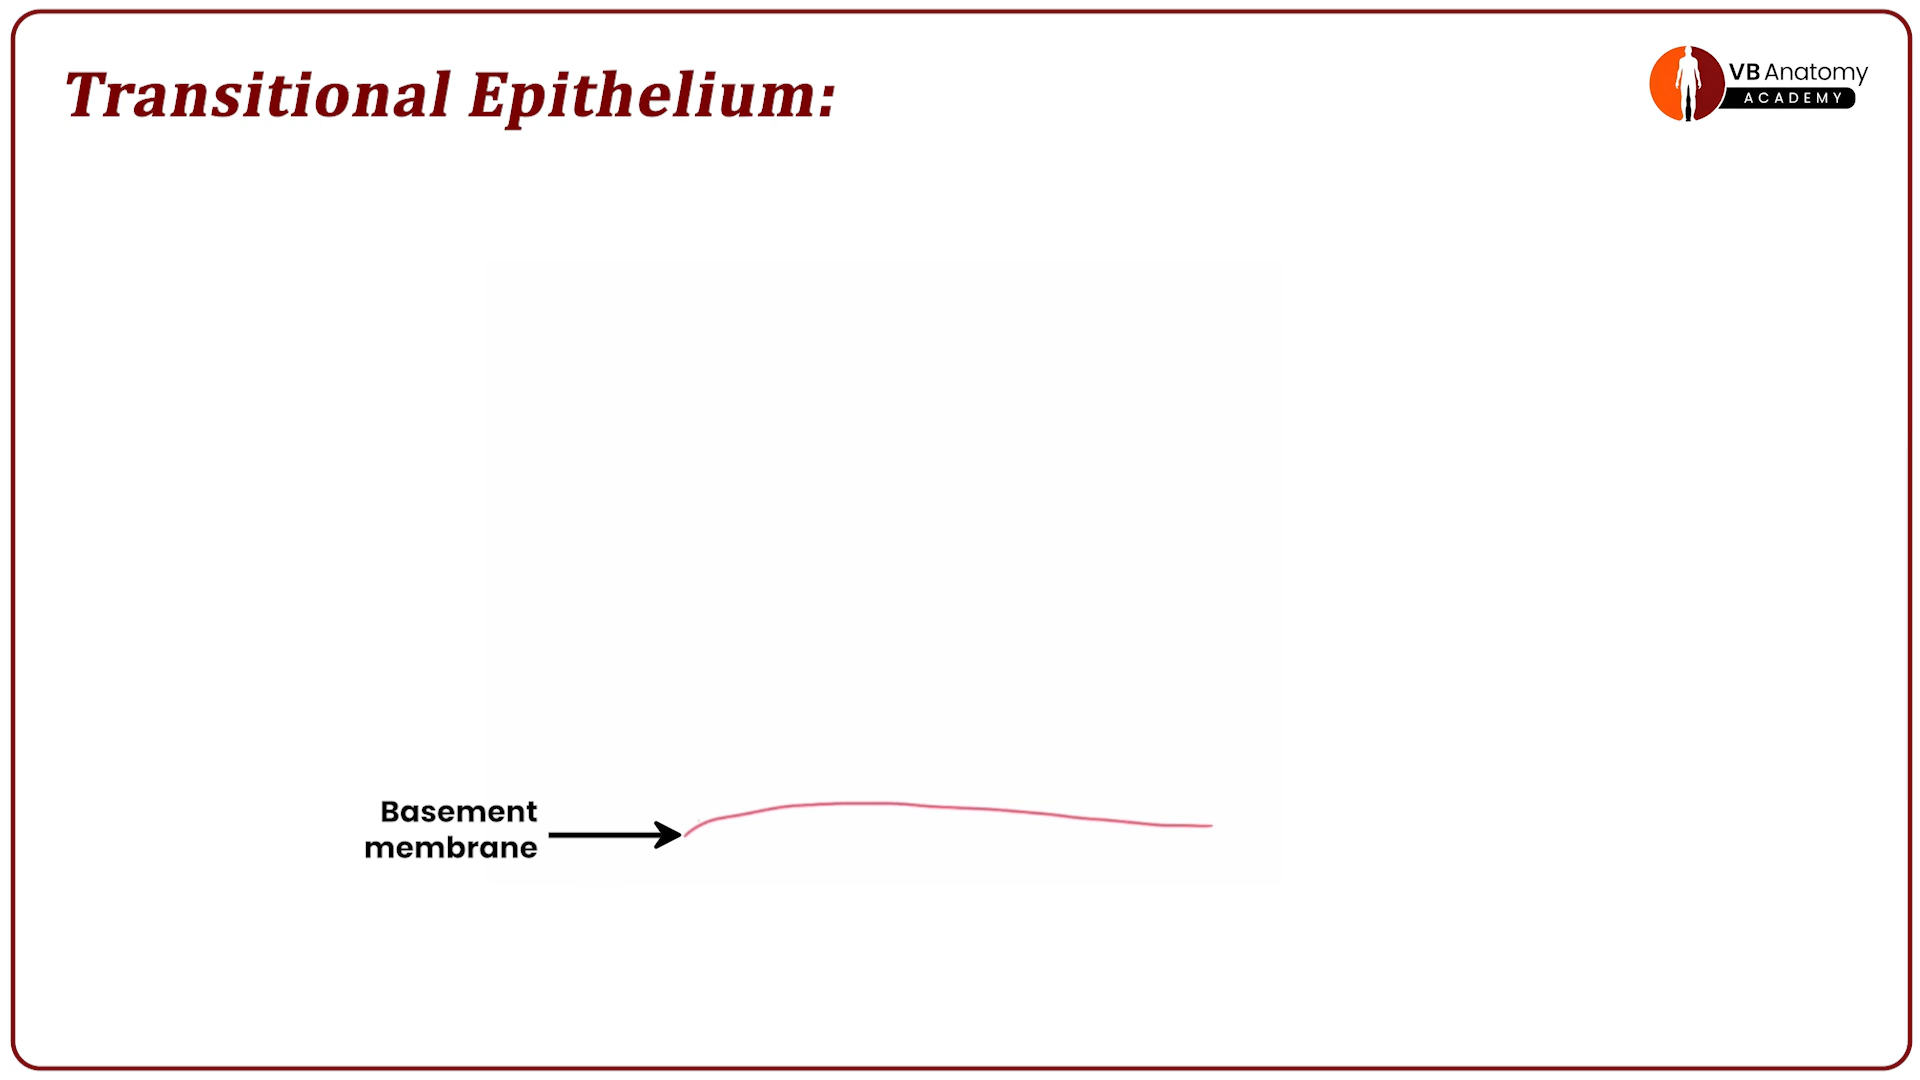 Transitional Epithelium:
VB Anatomy
ACADEMY
Basement
membrane